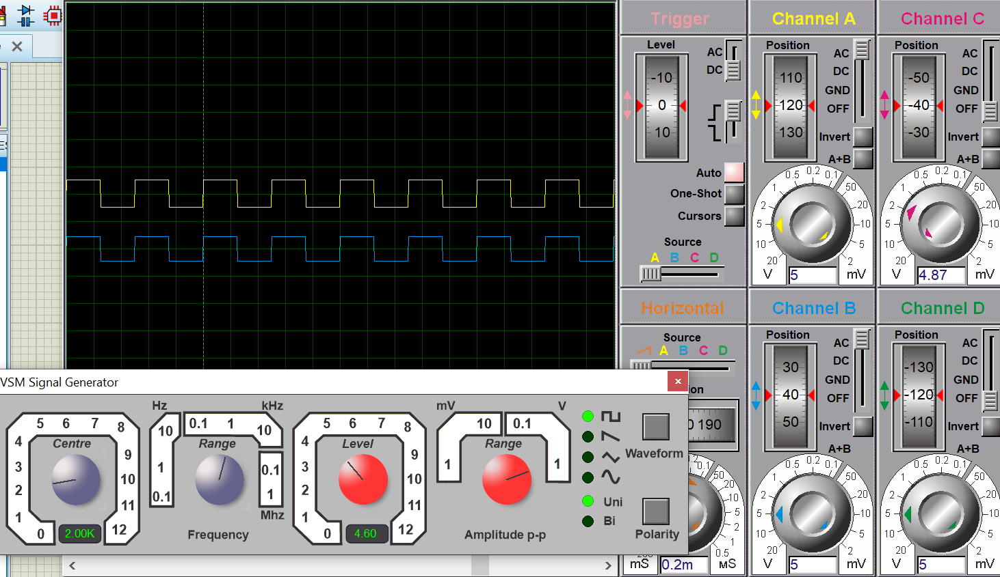 Trigger
Level
-10
0
10
AC
DC
Auto
One-Shot
Cursors
Source
A B C D
Channel A
Position
110
120
130
AC
DC
GND
OFF
Invert
A+B
20
10
5
2
1
0.5
0.2
0.1
50
20
10
5
2
V
5
mV
Channel C
Position
-50
-40
-30
AC
DC
GND
OFF
Invert
A+B
20
10
5
2
1
0.5
0.2
0.1
50
20
10
5
2
V
4.87
mV
Horizontal
Source
A B C D
190
0.5
1
2
5
10
20
50
mS
0.2m
Channel B
Position
30
40
50
AC
DC
GND
OFF
Invert
A+B
20
10
5
2
1
0.5
0.2
0.1
50
20
10
5
2
V
5
mV
Channel D
Position
-130
-120
-110
AC
DC
GND
OFF
Invert
A+B
20
10
5
2
1
0.5
0.2
0.1
50
20
10
5
2
V
5
mV
VSM Signal Generator
0
1
2
3
4
5
6
7
8
9
10
11
12
Centre
2.00K
Hz
kHz
10
1
0.1
0.1
1
10
0.1
1
Mhz
Range
Frequency
0
1
2
3
4
5
6
7
8
9
10
11
12
Level
4.60
mV
V
1
10
0.1
1
Range
Amplitude p-p
Uni
Bi
Waveform
Polarity